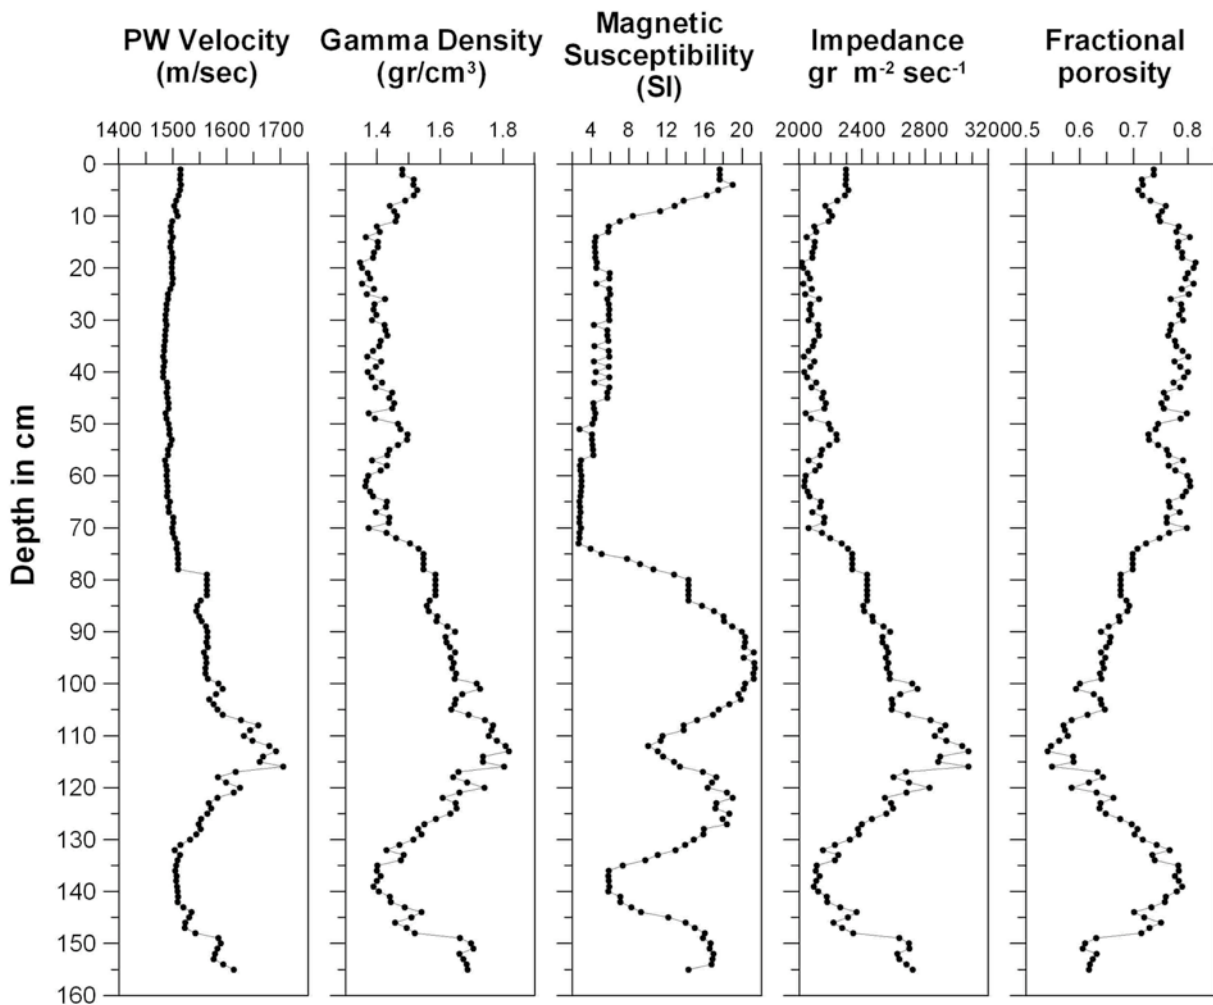 PW Velocity
(m/sec)
Gamma Density
(gr/cm³)
Magnetic
Susceptibility
(SI)
Impedance
gr m⁻² sec⁻¹
Fractional
porosity
1400 1500 1600 1700
1.4 1.6 1.8
4 8 12 16 20
2000 2400 2800 3200
0.5 0.6 0.7 0.8
Depth in cm
0
10
20
30
40
50
60
70
80
90
100
110
120
130
140
150
160